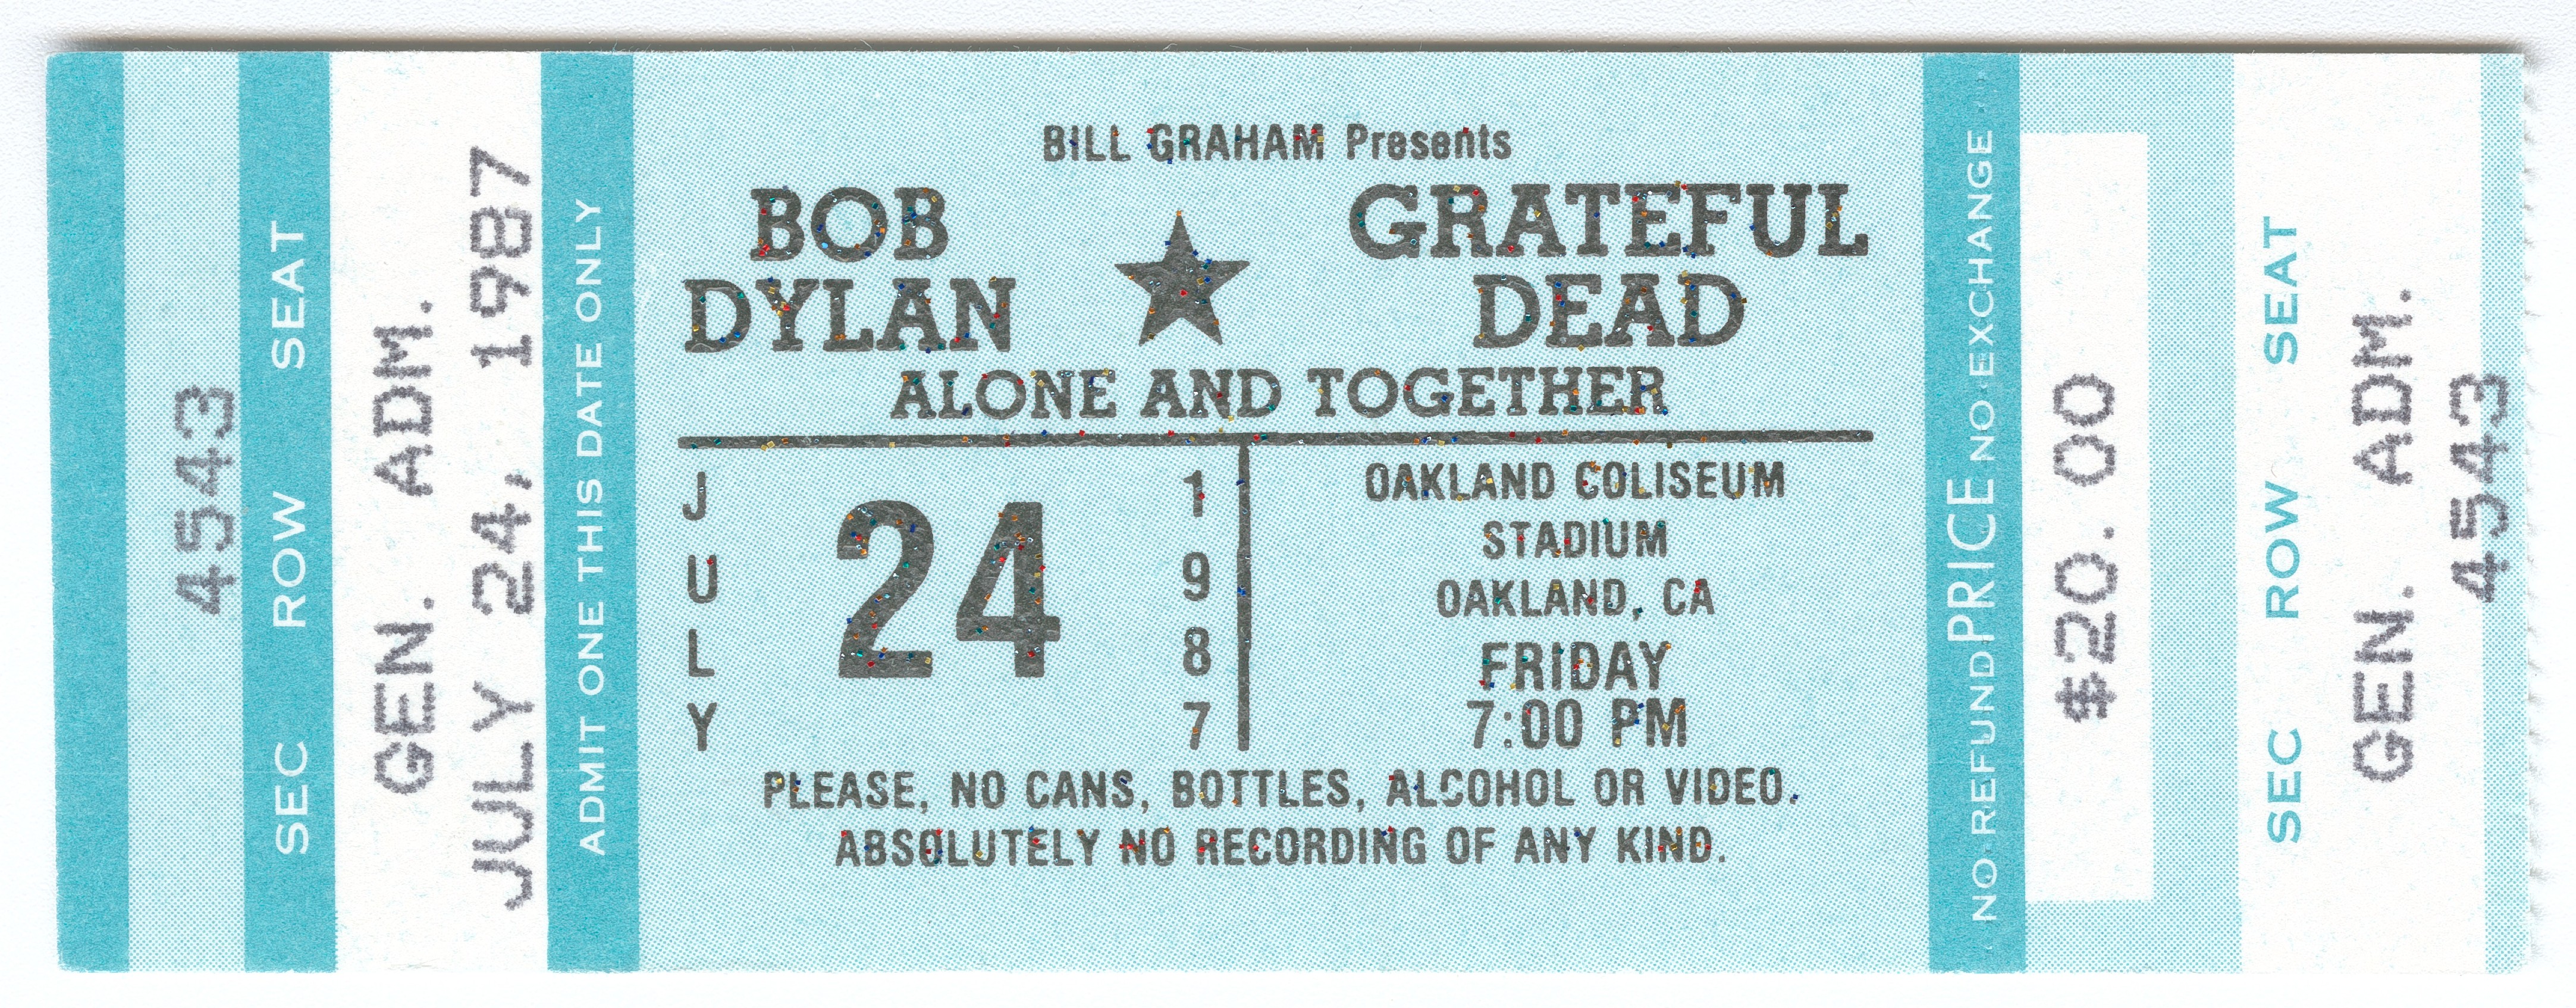 4543
SEC ROW SEAT
GEN. ADM.
JULY 24, 1987
ADMIT ONE THIS DATE ONLY
BILL GRAHAM Presents
BOB DYLAN
GRATEFUL DEAD
ALONE AND TOGETHER
JULY
24
1987
OAKLAND COLISEUM
STADIUM
OAKLAND, CA
FRIDAY
7:00 PM
PLEASE, NO CANS, BOTTLES, ALCOHOL OR VIDEO.
ABSOLUTELY NO RECORDING OF ANY KIND.
NO REFUND PRICE NO EXCHANGE
$20.00
SEC ROW SEAT
GEN. ADM.
4543